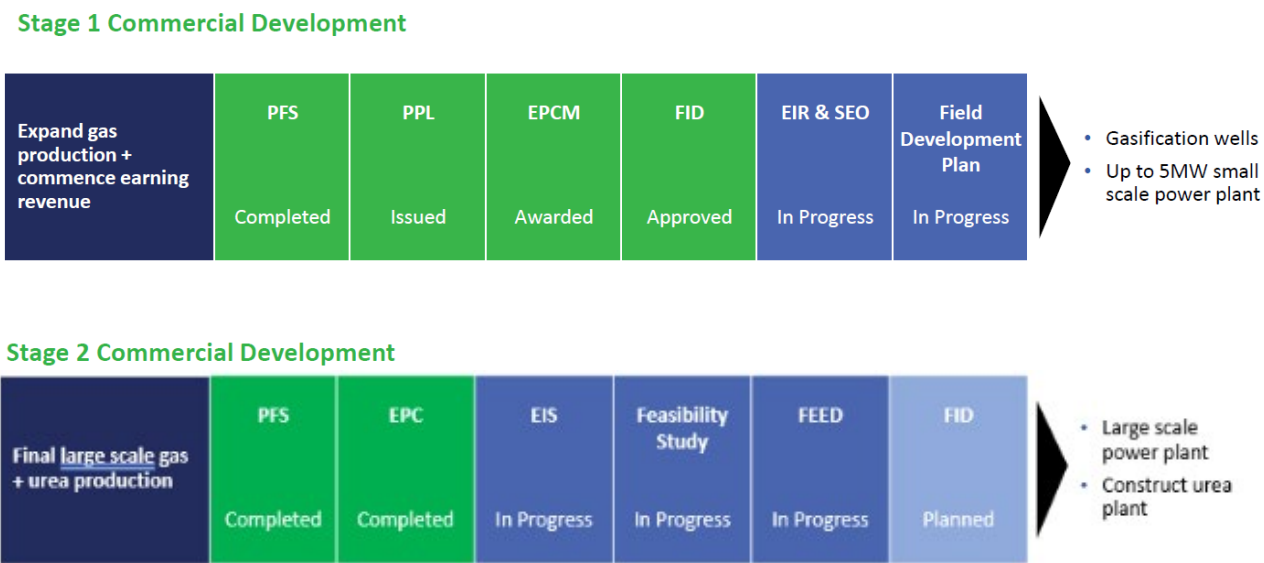 Stage 1 Commercial Development
Expand gas
production +
commence earning
revenue
PFS
Completed
PPL
Issued
EPCM
Awarded
FID
Approved
EIR & SEO
In Progress
Field
Development
Plan
In Progress
• Gasification wells
• Up to 5MW small
scale power plant
Stage 2 Commercial Development
Final large scale gas
+ urea production
PFS
Completed
EPC
Completed
EIS
In Progress
Feasibility
Study
In Progress
FEED
In Progress
FID
Planned
• Large scale
power plant
• Construct urea
plant